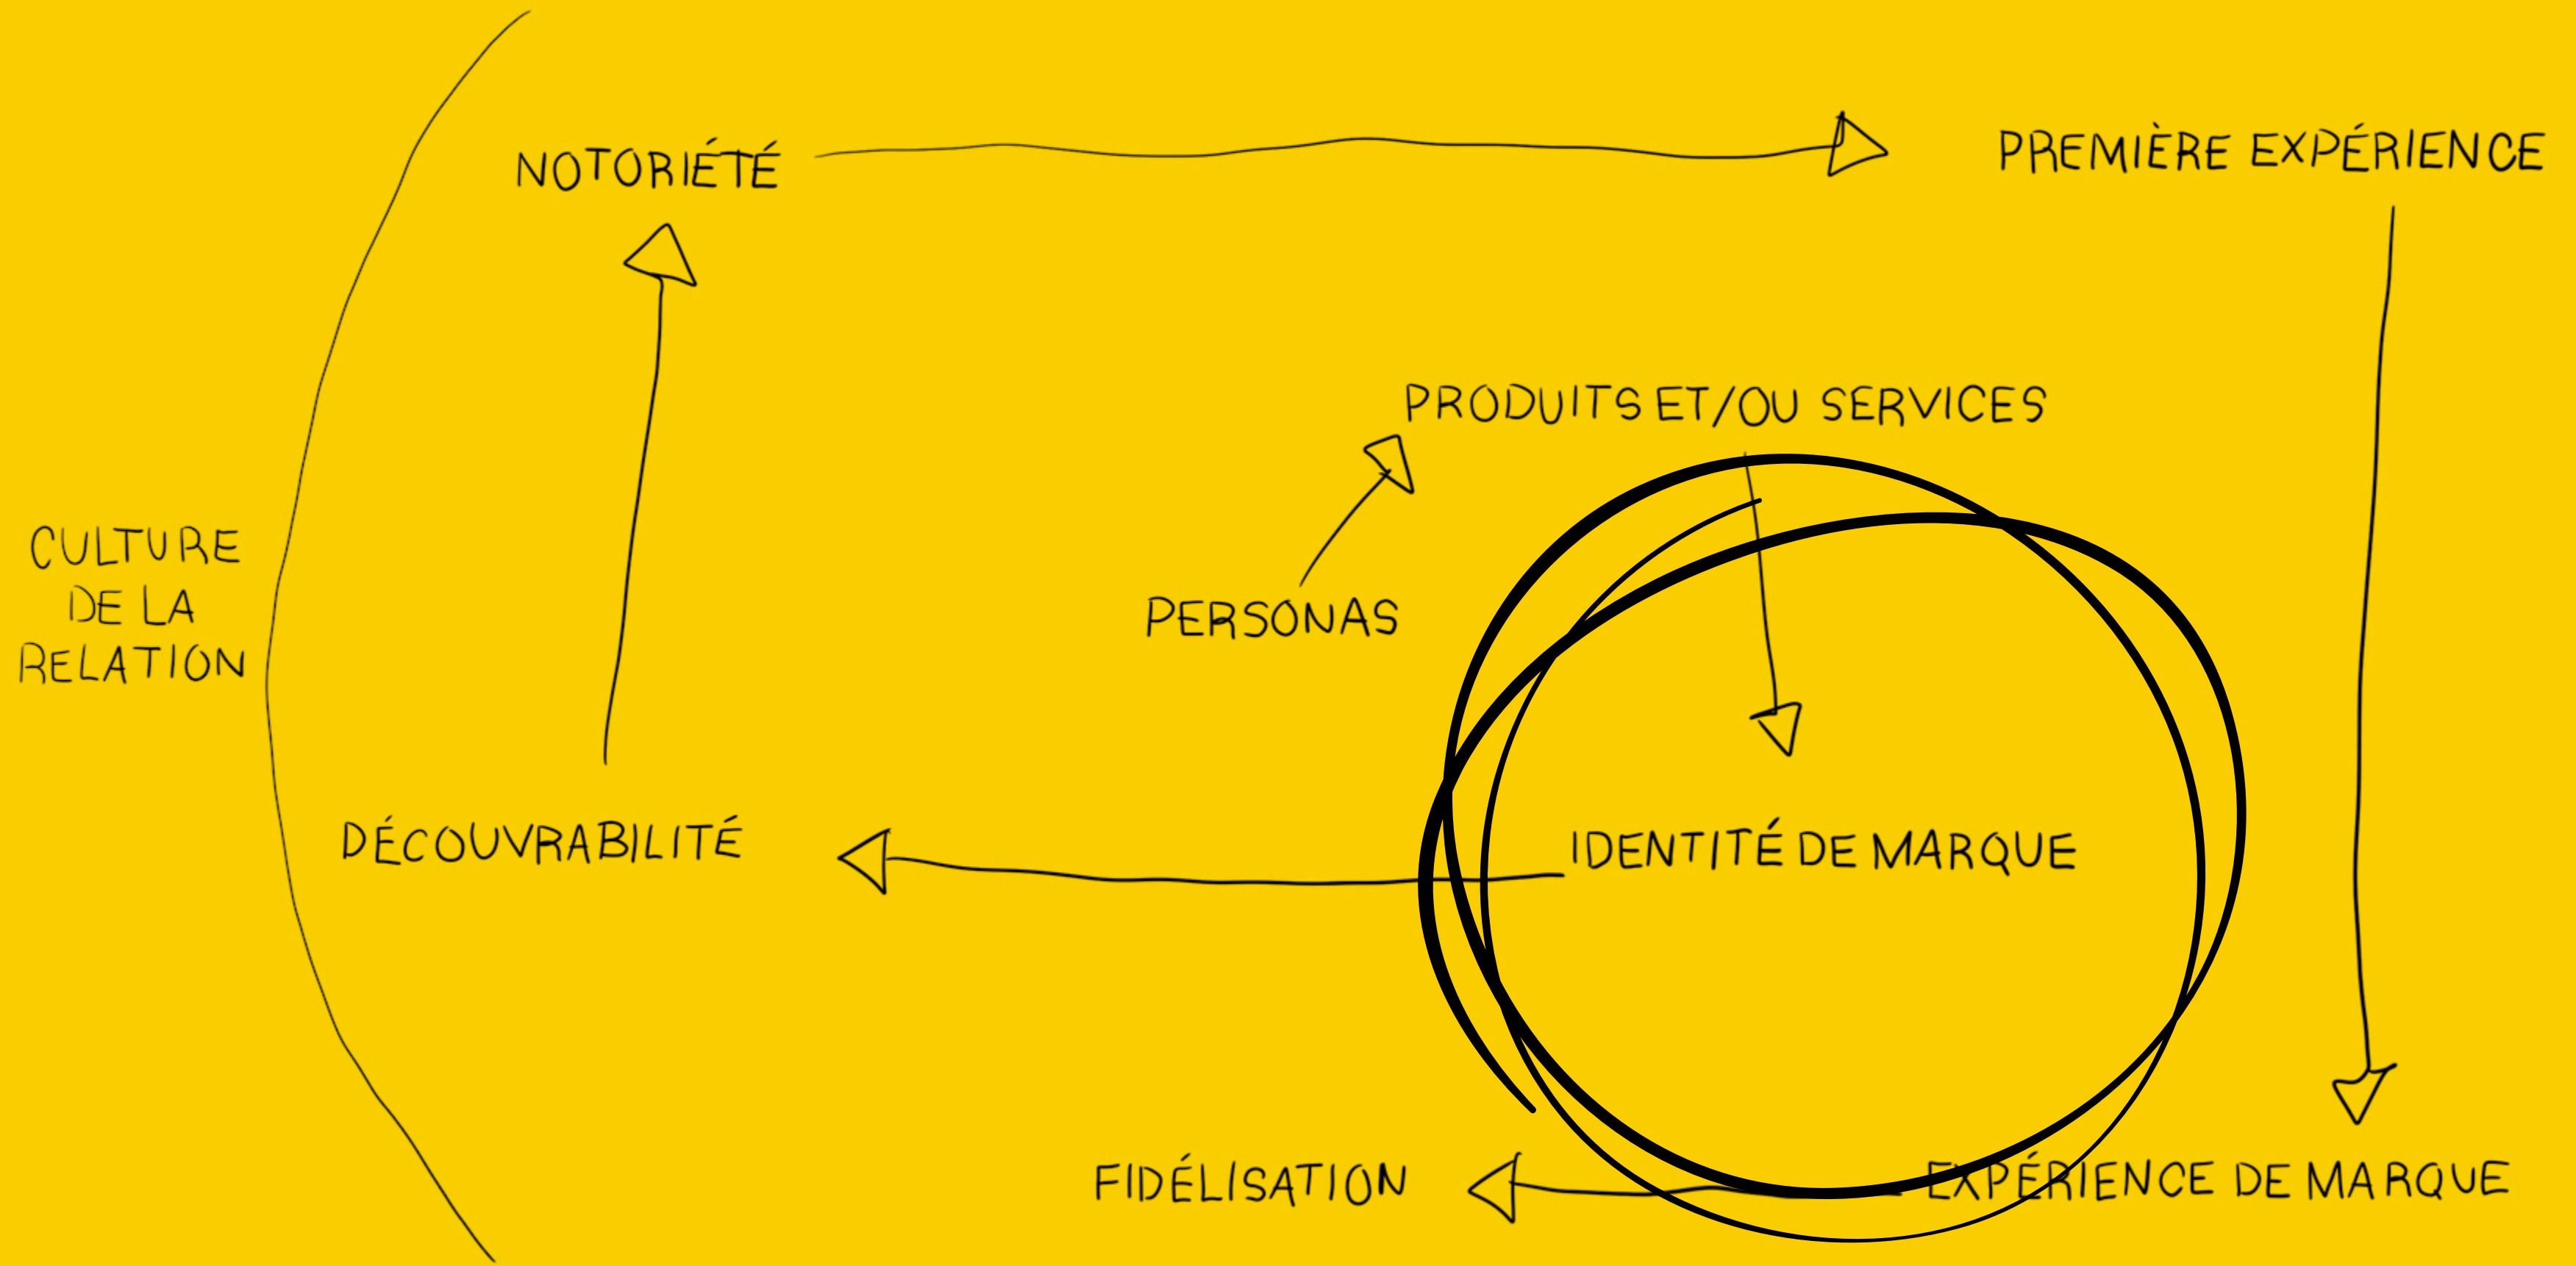 NOTORIÉTÉ
PREMIÈRE EXPÉRIENCE
PRODUITS ET/OU SERVICES
CULTURE
DE LA
RELATION
PERSONAS
DÉCOUVRABILITÉ
IDENTITÉ DE MARQUE
FIDÉLISATION
EXPÉRIENCE DE MARQUE